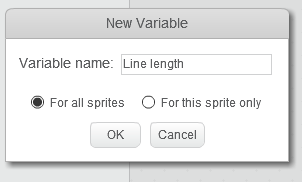 New Variable
Variable name: Line length
For all sprites For this sprite only
OK Cancel